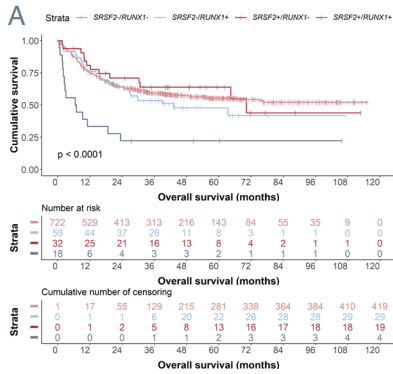 A
Strata SRSF2-/RUNX1- SRSF2-/RUNX1+ SRSF2+/RUNX1- SRSF2+/RUNX1+
Cumulative survival
1.00
0.75
0.50
0.25
0.00
p < 0.0001
0 12 24 36 48 60 72 84 96 108 120
Overall survival (months)
Number at risk
Strata
722 529 413 313 216 143 84 55 35 9 0
59 44 37 26 11 8 3 1 1 0 0
32 25 21 16 13 8 4 2 1 1 0
18 6 4 3 3 2 1 1 1 0 0
0 12 24 36 48 60 72 84 96 108 120
Overall survival (months)
Cumulative number of censoring
Strata
1 17 55 129 215 281 338 364 384 410 419
0 1 1 6 20 22 26 28 28 29 29
0 1 2 5 8 13 16 17 18 18 19
0 0 0 1 1 2 3 3 3 4 4
0 12 24 36 48 60 72 84 96 108 120
Overall survival (months)